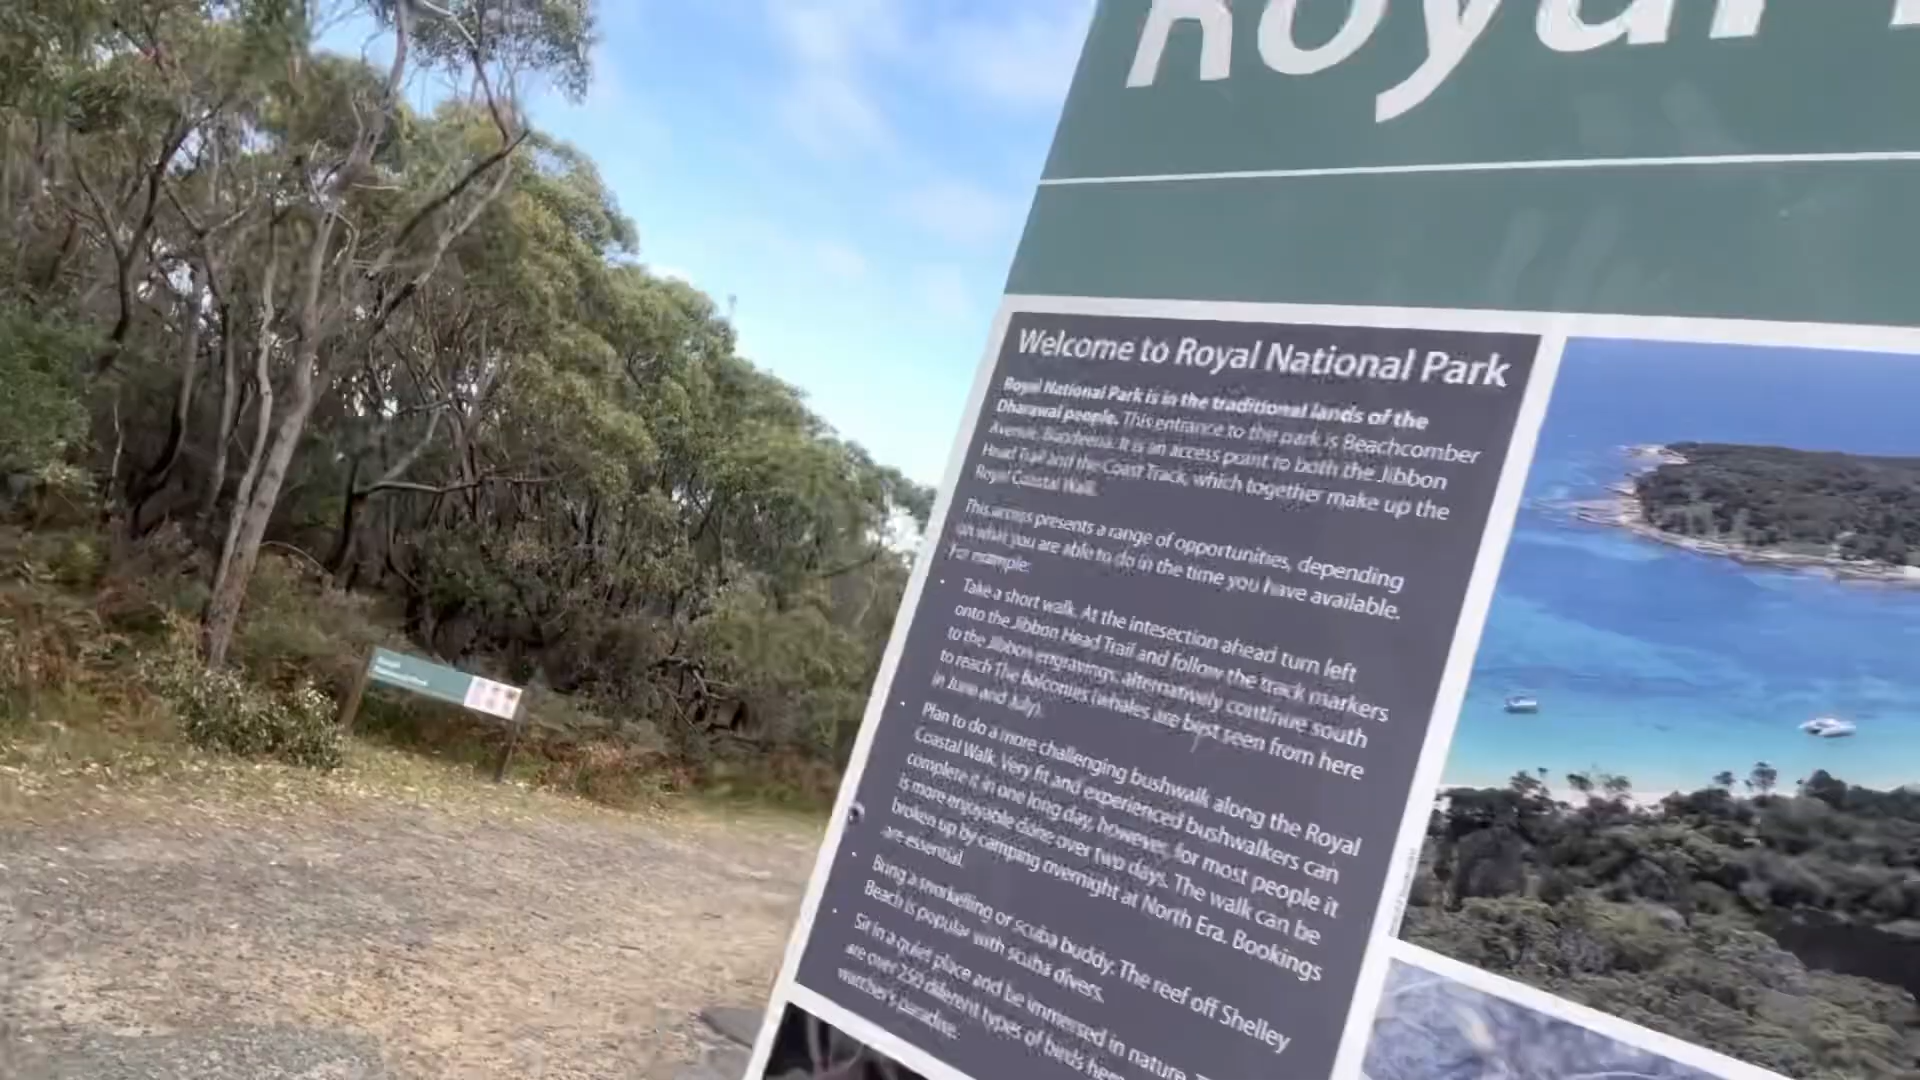 Royal
Welcome to Royal National Park
Royal National Park is in the traditional lands of the
Dharawal people. This entrance to the park is Beachcomber
Avenue, Bundeena. It is an access point to both the Jibbon
Head Trail and the Coast Track, which together make up the
Royal Coastal Walk.
This access presents a range of opportunities, depending
on what you are able to do in the time you have available.
For example:
• Take a short walk. At the intesection ahead turn left
onto the Jibbon Head Trail and follow the track markers
to the Jibbon engravings, alternatively continue south
to reach The Balconies (whales are best seen from here
in June and July).
• Plan to do a more challenging bushwalk along the Royal
Coastal Walk. Very fit and experienced bushwalkers can
complete it in one long day, however, for most people it
is more enjoyable done over two days. The walk can be
broken up by camping overnight at North Era. Bookings
are essential.
• Bring a snorkelling or scuba buddy. The reef off Shelley
Beach is popular with scuba divers.
• Sit in a quiet place and be immersed in nature.
are over 250 different types of birds here
watcher's paradise.
Royal
National Park